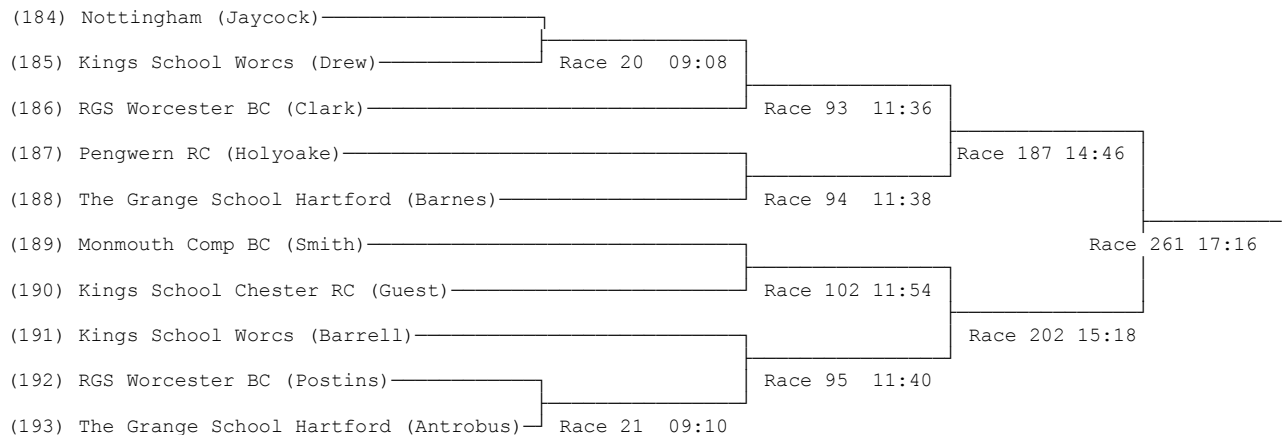 (184) Nottingham (Jaycock)
(185) Kings School Worcs (Drew) Race 20 09:08
(186) RGS Worcester BC (Clark) Race 93 11:36
(187) Pengwern RC (Holyoake) Race 187 14:46
(188) The Grange School Hartford (Barnes) Race 94 11:38
(189) Monmouth Comp BC (Smith) Race 261 17:16
(190) Kings School Chester RC (Guest) Race 102 11:54
(191) Kings School Worcs (Barrell) Race 202 15:18
(192) RGS Worcester BC (Postins) Race 95 11:40
(193) The Grange School Hartford (Antrobus) Race 21 09:10